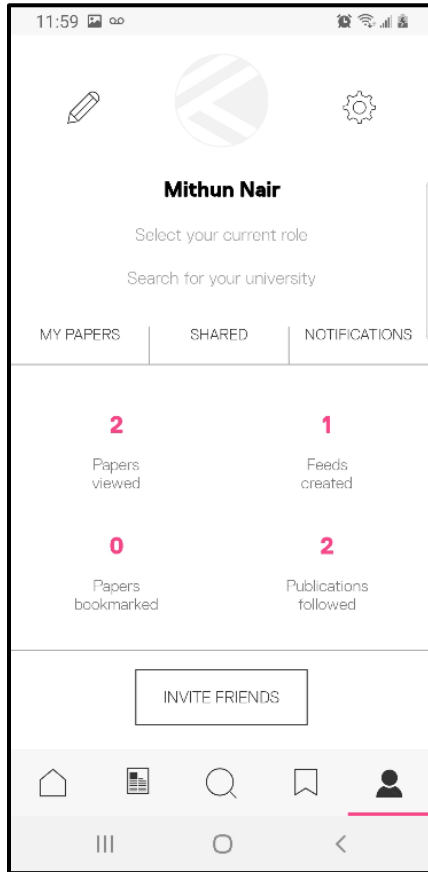 11:59
Mithun Nair
Select your current role
Search for your university
MY PAPERS SHARED NOTIFICATIONS
2 1
Papers Feeds
viewed created
0 2
Papers Publications
bookmarked followed
INVITE FRIENDS